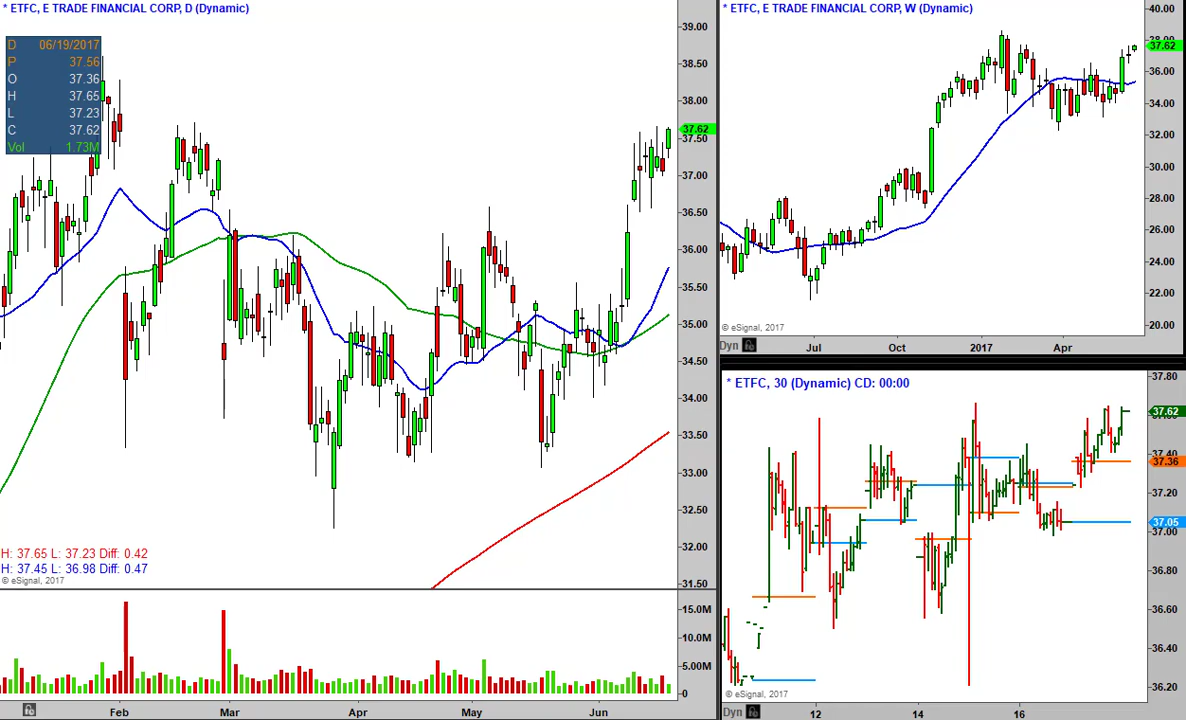 * ETFC, E TRADE FINANCIAL CORP, D (Dynamic)
D 06/19/2017
P 37.56
O 37.36
H 37.65
L 37.23
C 37.62
Vol 1.73M
39.00
38.50
38.00
37.62
37.50
37.00
36.50
36.00
35.50
35.00
34.50
34.00
33.50
33.00
32.50
32.00
31.50
H: 37.65 L: 37.23 Diff: 0.42
H: 37.45 L: 36.98 Diff: 0.47
© eSignal, 2017
15.0M
10.0M
5.00M
0
Feb Mar Apr May Jun
* ETFC, E TRADE FINANCIAL CORP, W (Dynamic)
40.00
37.62
36.00
34.00
32.00
30.00
28.00
26.00
24.00
22.00
20.00
© eSignal, 2017
Dyn Jul Oct 2017 Apr
* ETFC, 30 (Dynamic) CD: 00:00
37.80
37.62
37.36
37.20
37.05
37.00
36.80
36.60
36.40
36.20
© eSignal, 2017
Dyn 12 14 16